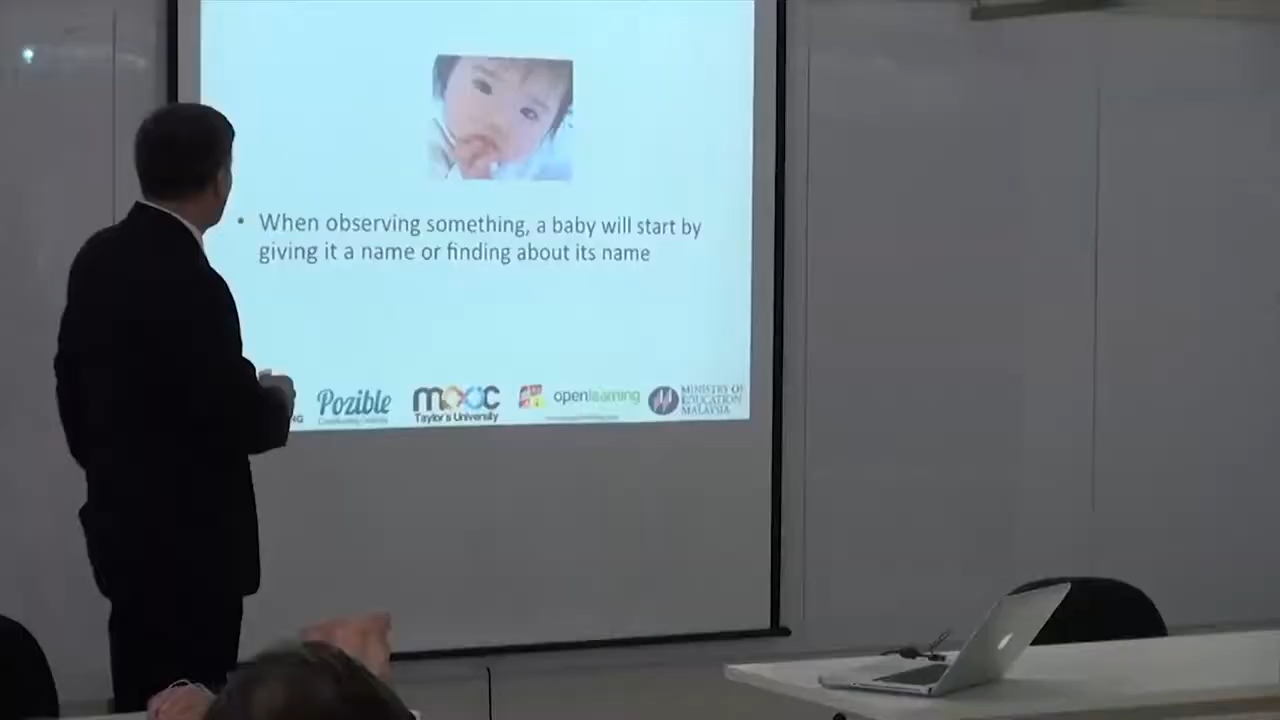 • When observing something, a baby will start by
giving it a name or finding about its name
NG
Pozible
mooc
Taylor's University
openlearning
MINISTRY OF
EDUCATION
MALAYSIA